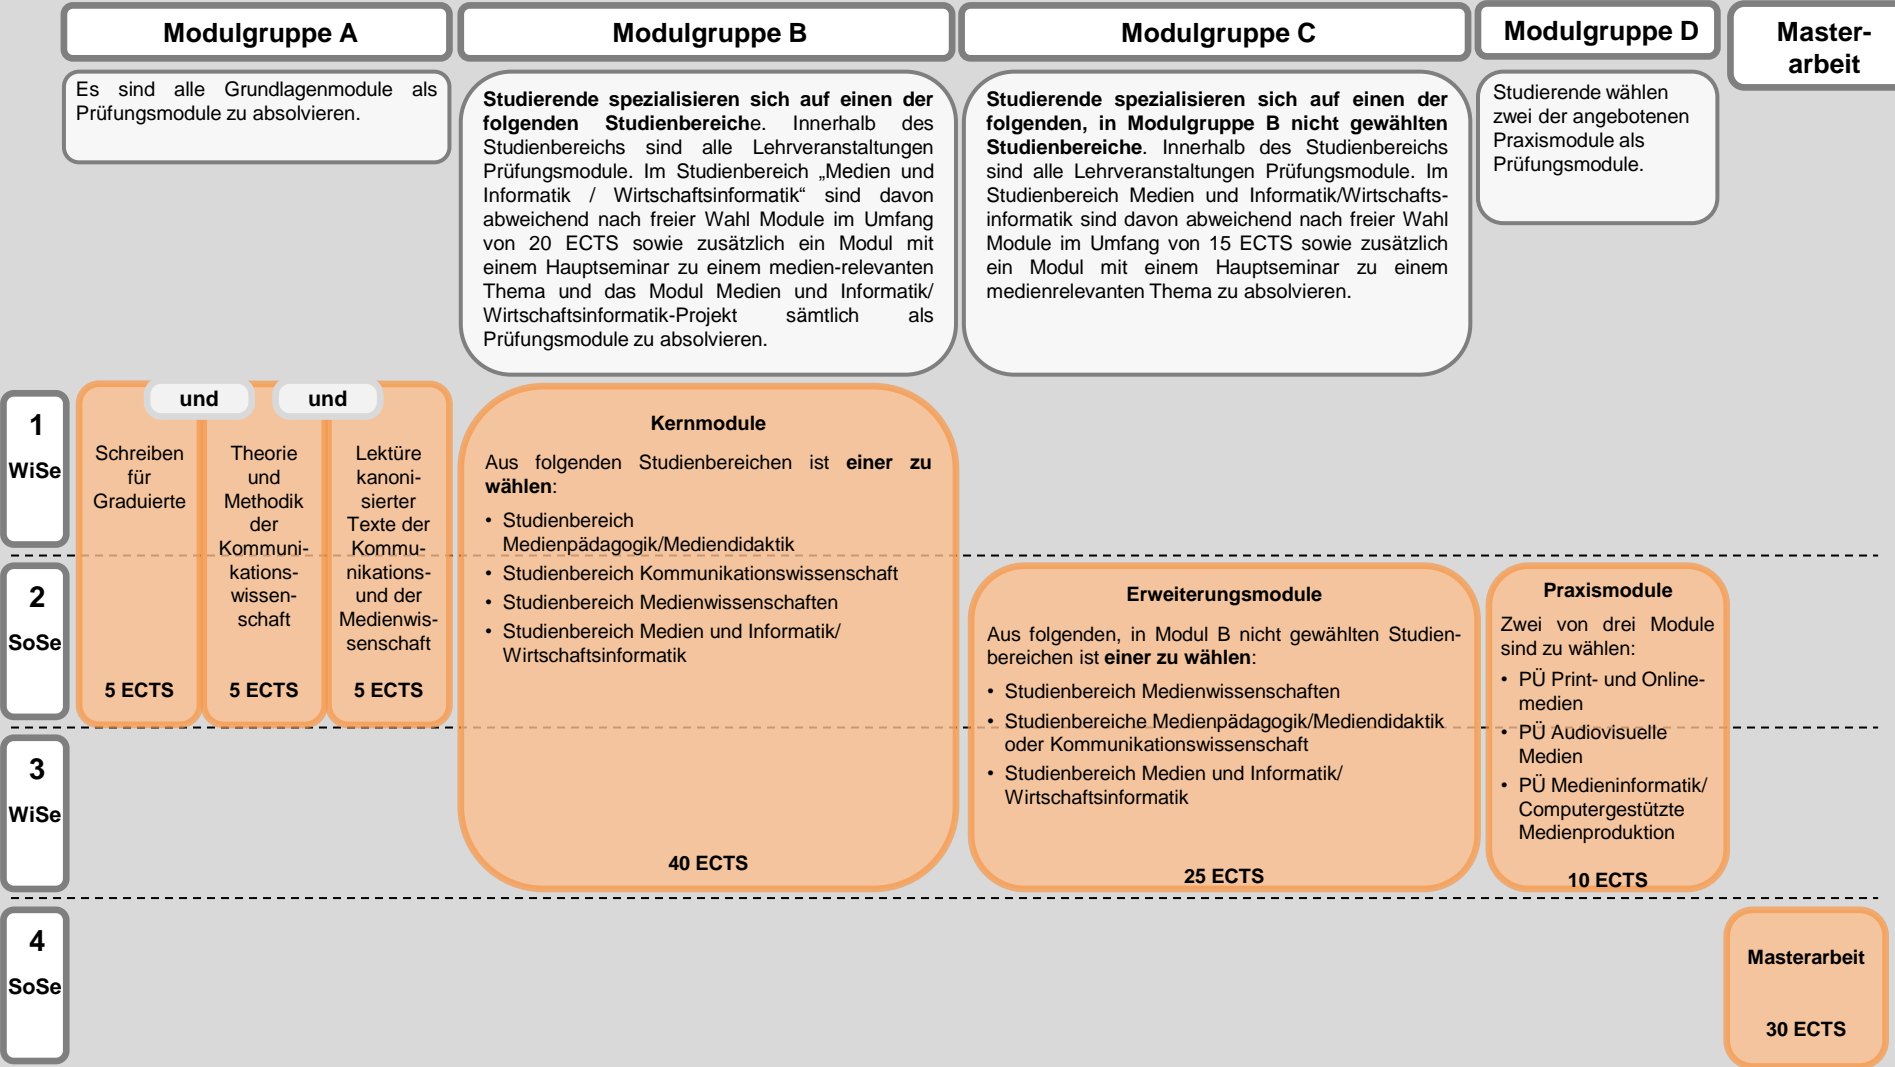 Modulgruppe A
Modulgruppe B
Modulgruppe C
Modulgruppe D
Master-
arbeit
Es sind alle Grundlagenmodule als
Prüfungsmodule zu absolvieren.
Studierende spezialisieren sich auf einen der
folgenden Studienbereiche. Innerhalb des
Studienbereichs sind alle Lehrveranstaltungen
Prüfungsmodule. Im Studienbereich „Medien und
Informatik / Wirtschaftsinformatik“ sind davon
abweichend nach freier Wahl Module im Umfang
von 20 ECTS sowie zusätzlich ein Modul mit
einem Hauptseminar zu einem medien-relevanten
Thema und das Modul Medien und Informatik/
Wirtschaftsinformatik-Projekt sämtlich als
Prüfungsmodule zu absolvieren.
Studierende spezialisieren sich auf einen der
folgenden, in Modulgruppe B nicht gewählten
Studienbereiche. Innerhalb des Studienbereichs
sind alle Lehrveranstaltungen Prüfungsmodule. Im
Studienbereich Medien und Informatik/Wirtschafts-
informatik sind davon abweichend nach freier Wahl
Module im Umfang von 15 ECTS sowie zusätzlich
ein Modul mit einem Hauptseminar zu einem
medienrelevanten Thema zu absolvieren.
Studierende wählen
zwei der angebotenen
Praxismodule als
Prüfungsmodule.
1
WiSe
2
SoSe
3
WiSe
4
SoSe
und
und
Schreiben
für
Graduierte
5 ECTS
Theorie
und
Methodik
der
Kommuni-
kations-
wissen-
schaft
5 ECTS
Lektüre
kanoni-
sierter
Texte der
Kommu-
nikations-
und der
Medienwis-
senschaft
5 ECTS
Kernmodule
Aus folgenden Studienbereichen ist einer zu
wählen:
• Studienbereich
Medienpädagogik/Mediendidaktik
• Studienbereich Kommunikationswissenschaft
• Studienbereich Medienwissenschaften
• Studienbereich Medien und Informatik/
Wirtschaftsinformatik
40 ECTS
Erweiterungsmodule
Aus folgenden, in Modul B nicht gewählten Studien-
bereichen ist einer zu wählen:
• Studienbereich Medienwissenschaften
• Studienbereiche Medienpädagogik/Mediendidaktik
oder Kommunikationswissenschaft
• Studienbereich Medien und Informatik/
Wirtschaftsinformatik
25 ECTS
Praxismodule
Zwei von drei Module
sind zu wählen:
• PÜ Print- und Online-
medien
• PÜ Audiovisuelle
Medien
• PÜ Medieninformatik/
Computergestützte
Medienproduktion
10 ECTS
Masterarbeit
30 ECTS